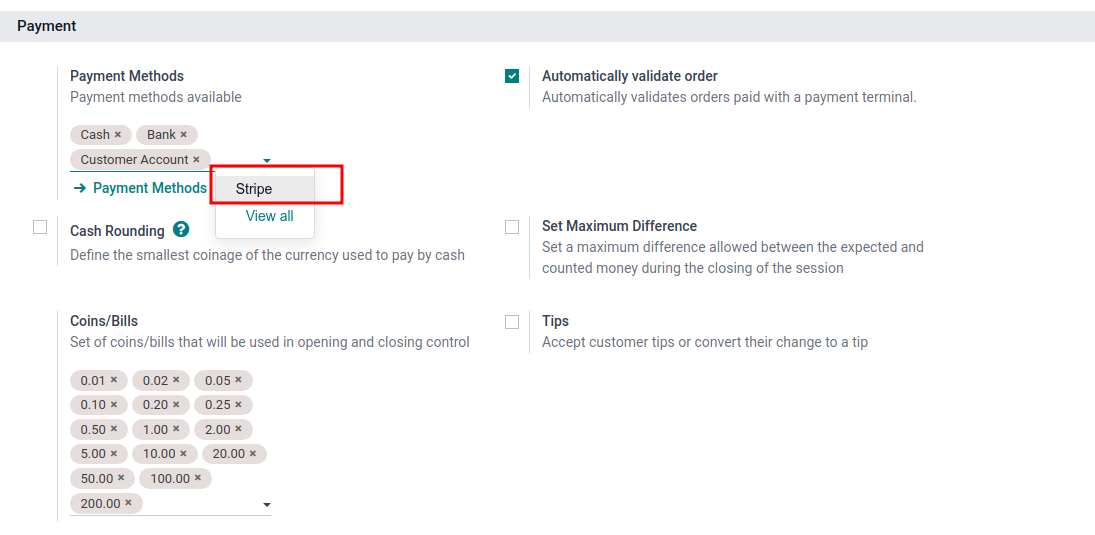 Payment
Payment Methods
Payment methods available
Cash × Bank ×
Customer Account ×
→ Payment Methods
Stripe
View all
Automatically validate order
Automatically validates orders paid with a payment terminal.
Cash Rounding ?
Define the smallest coinage of the currency used to pay by cash
Set Maximum Difference
Set a maximum difference allowed between the expected and
counted money during the closing of the session
Coins/Bills
Set of coins/bills that will be used in opening and closing control
0.01 × 0.02 × 0.05 ×
0.10 × 0.20 × 0.25 ×
0.50 × 1.00 × 2.00 ×
5.00 × 10.00 × 20.00 ×
50.00 × 100.00 ×
200.00 ×
Tips
Accept customer tips or convert their change to a tip